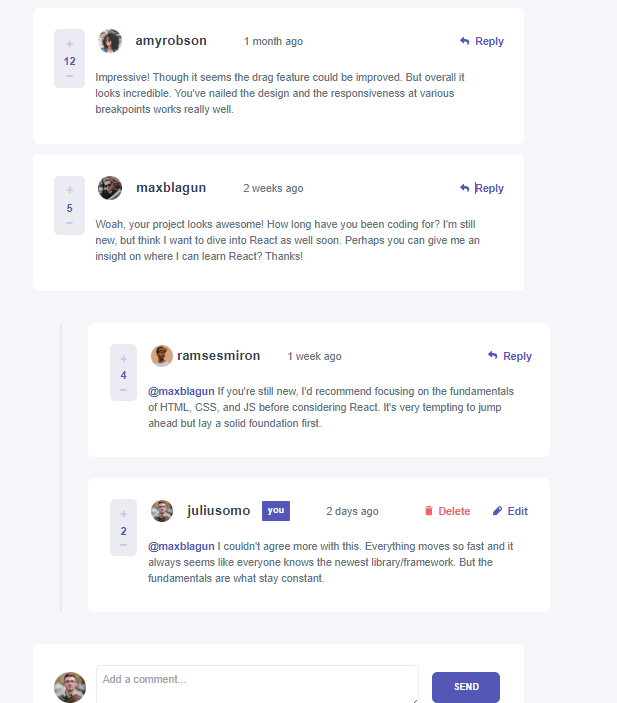 +
amyrobson 1 month ago Reply
12
−
Impressive! Though it seems the drag feature could be improved. But overall it
looks incredible. You've nailed the design and the responsiveness at various
breakpoints works really well.
+
maxblagun 2 weeks ago Reply
5
−
Woah, your project looks awesome! How long have you been coding for? I'm still
new, but think I want to dive into React as well soon. Perhaps you can give me an
insight on where I can learn React? Thanks!
+
ramsesmiron 1 week ago Reply
4
−
@maxblagun If you're still new, I'd recommend focusing on the fundamentals
of HTML, CSS, and JS before considering React. It's very tempting to jump
ahead but lay a solid foundation first.
+
juliusomo you 2 days ago Delete Edit
2
−
@maxblagun I couldn't agree more with this. Everything moves so fast and it
always seems like everyone knows the newest library/framework. But the
fundamentals are what stay constant.
Add a comment...
SEND